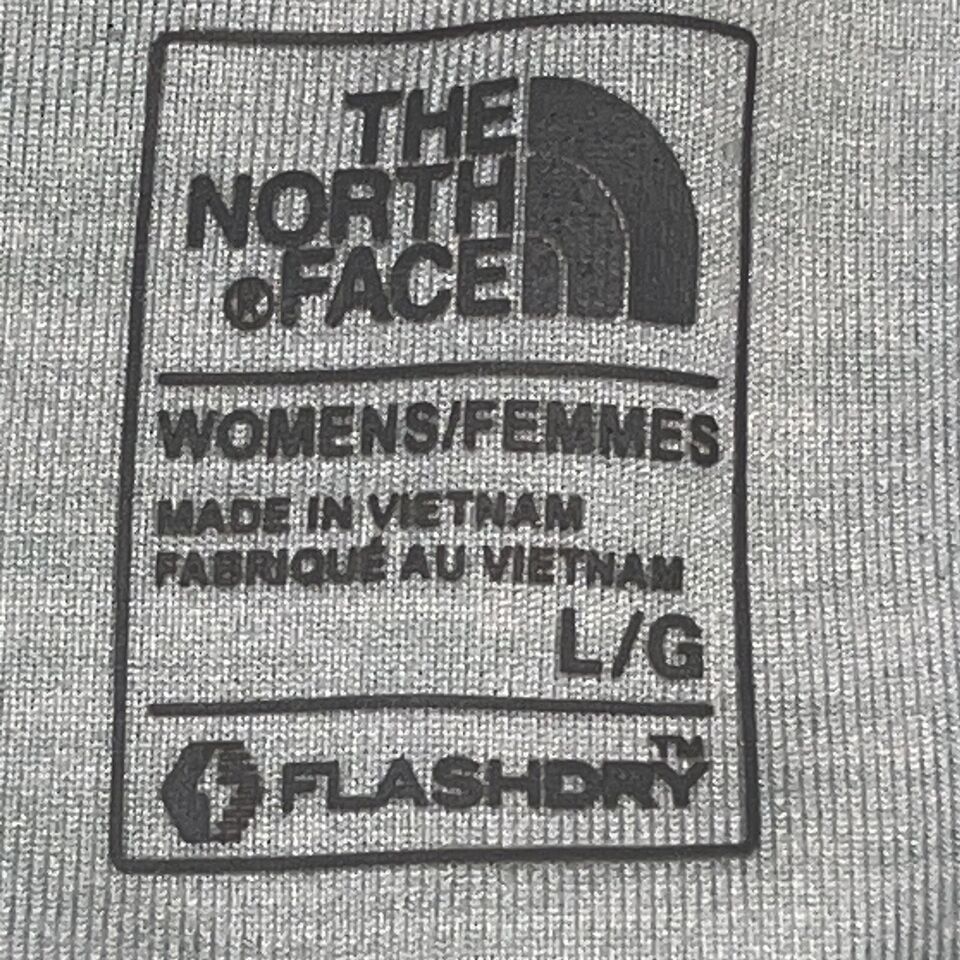 THE
NORTH
®FACE
WOMENS/FEMMES
MADE IN VIETNAM
FABRIQUÉ AU VIETNAM
L/G
FLASHDRY™